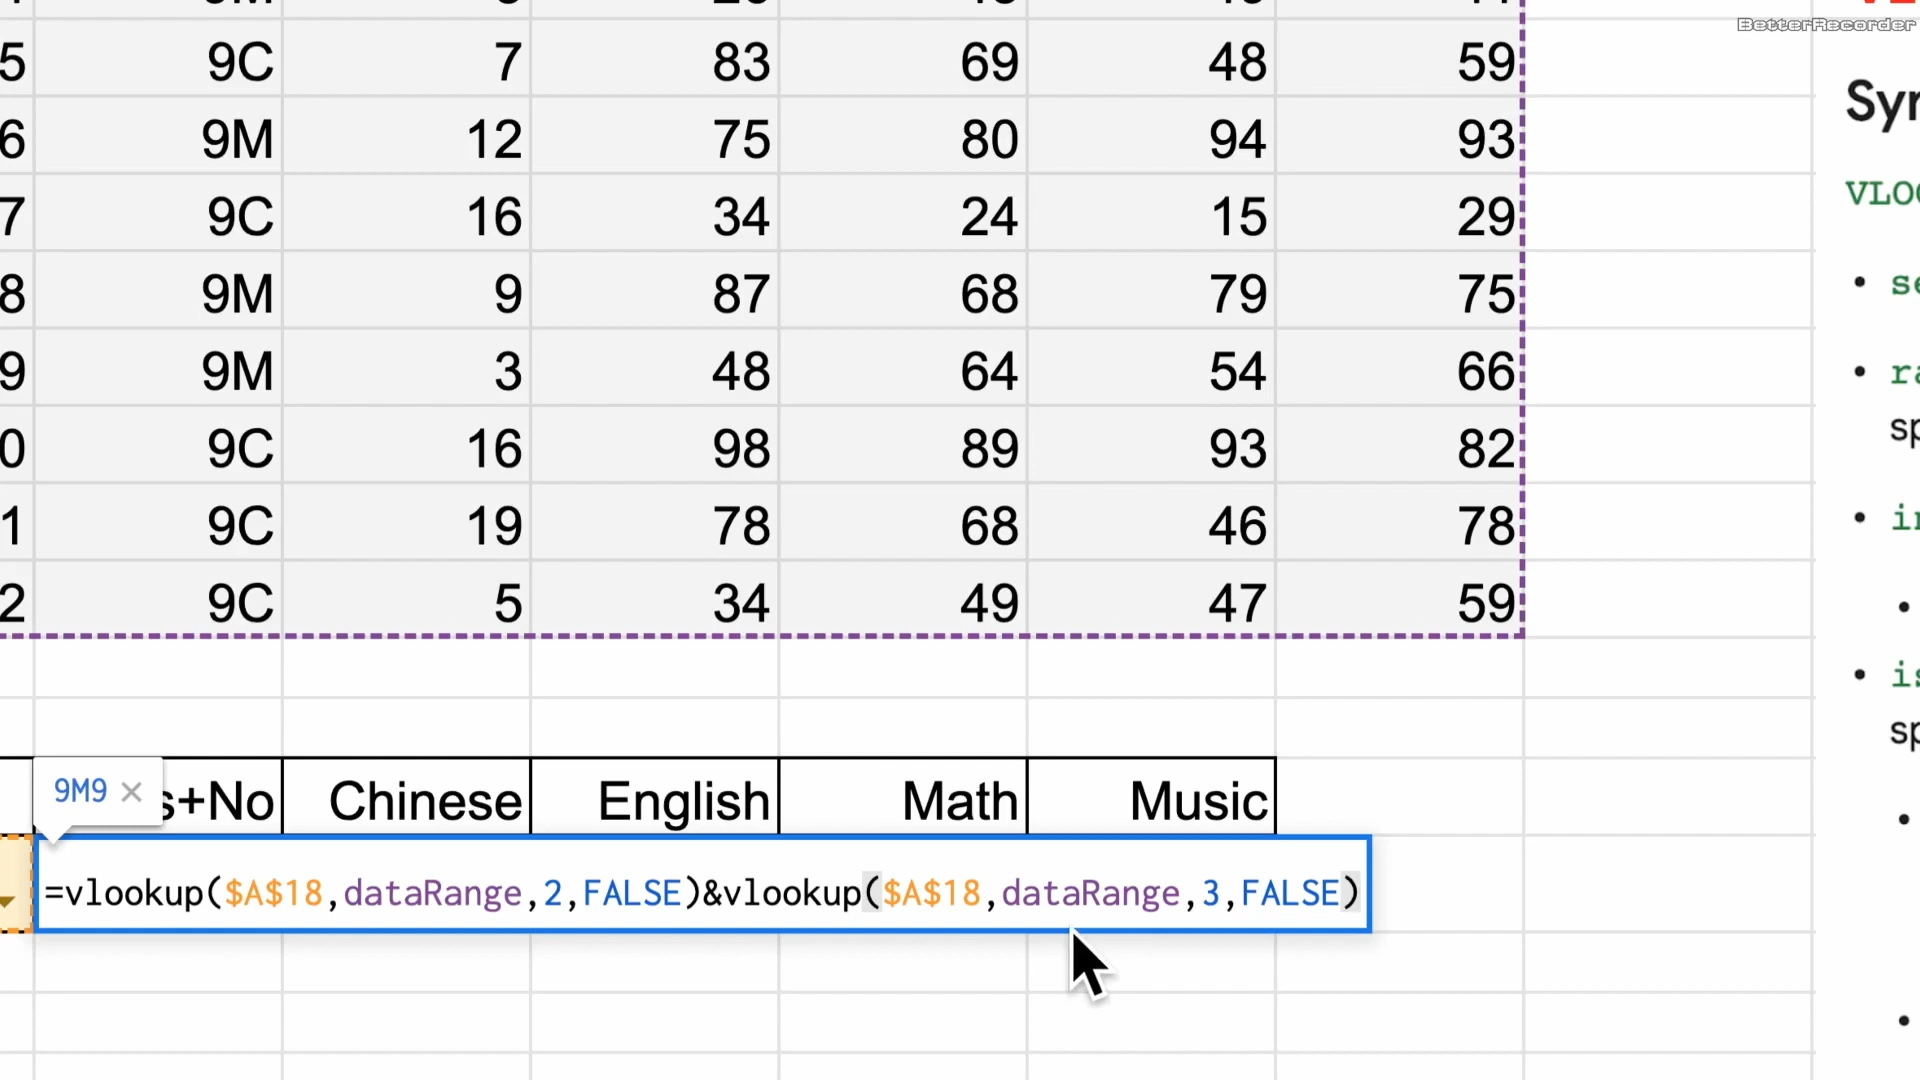 BetterRecorder
5 9C 7 83 69 48 59
6 9M 12 75 80 94 93
7 9C 16 34 24 15 29
8 9M 9 87 68 79 75
9 9M 3 48 64 54 66
0 9C 16 98 89 93 82
1 9C 19 78 68 46 78
2 9C 5 34 49 47 59
9M9 × s+No Chinese English Math Music
=vlookup($A$18,dataRange,2,FALSE)&vlookup($A$18,dataRange,3,FALSE)
Syn
VLOO
• se
• ra
sp
• in
•
• is
sp
•
•